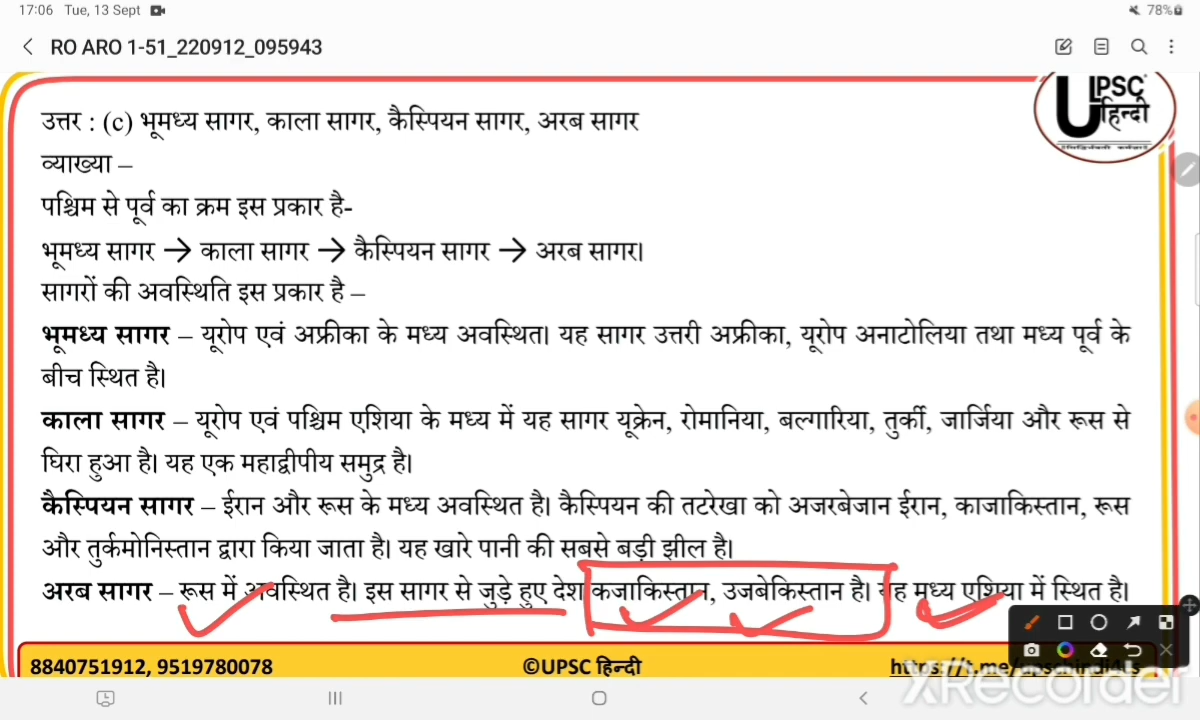 17:06 Tue, 13 Sept 78%
RO ARO 1-51_220912_095943
UPSC
हिन्दी
उत्तर : (c) भूमध्य सागर, काला सागर, कैस्पियन सागर, अरब सागर
व्याख्या –
पश्चिम से पूर्व का क्रम इस प्रकार है-
भूमध्य सागर → काला सागर → कैस्पियन सागर → अरब सागर।
सागरों की अवस्थिति इस प्रकार है –
भूमध्य सागर – यूरोप एवं अफ्रीका के मध्य अवस्थित। यह सागर उत्तरी अफ्रीका, यूरोप अनाटोलिया तथा मध्य पूर्व के
बीच स्थित है।
काला सागर – यूरोप एवं पश्चिम एशिया के मध्य में यह सागर यूक्रेन, रोमानिया, बल्गारिया, तुर्की, जार्जिया और रूस से
घिरा हुआ है। यह एक महाद्वीपीय समुद्र है।
कैस्पियन सागर – ईरान और रूस के मध्य अवस्थित है। कैस्पियन की तटरेखा को अजरबेजान ईरान, काजाकिस्तान, रूस
और तुर्कमोनिस्तान द्वारा किया जाता है। यह खारे पानी की सबसे बड़ी झील है।
अरब सागर – रूस में अवस्थित है। इस सागर से जुड़े हुए देश कजाकिस्तान, उजबेकिस्तान है। यह मध्य एशिया में स्थित है।
8840751912, 9519780078 ©UPSC हिन्दी https://t.me/upschindi4cs
XRecorder